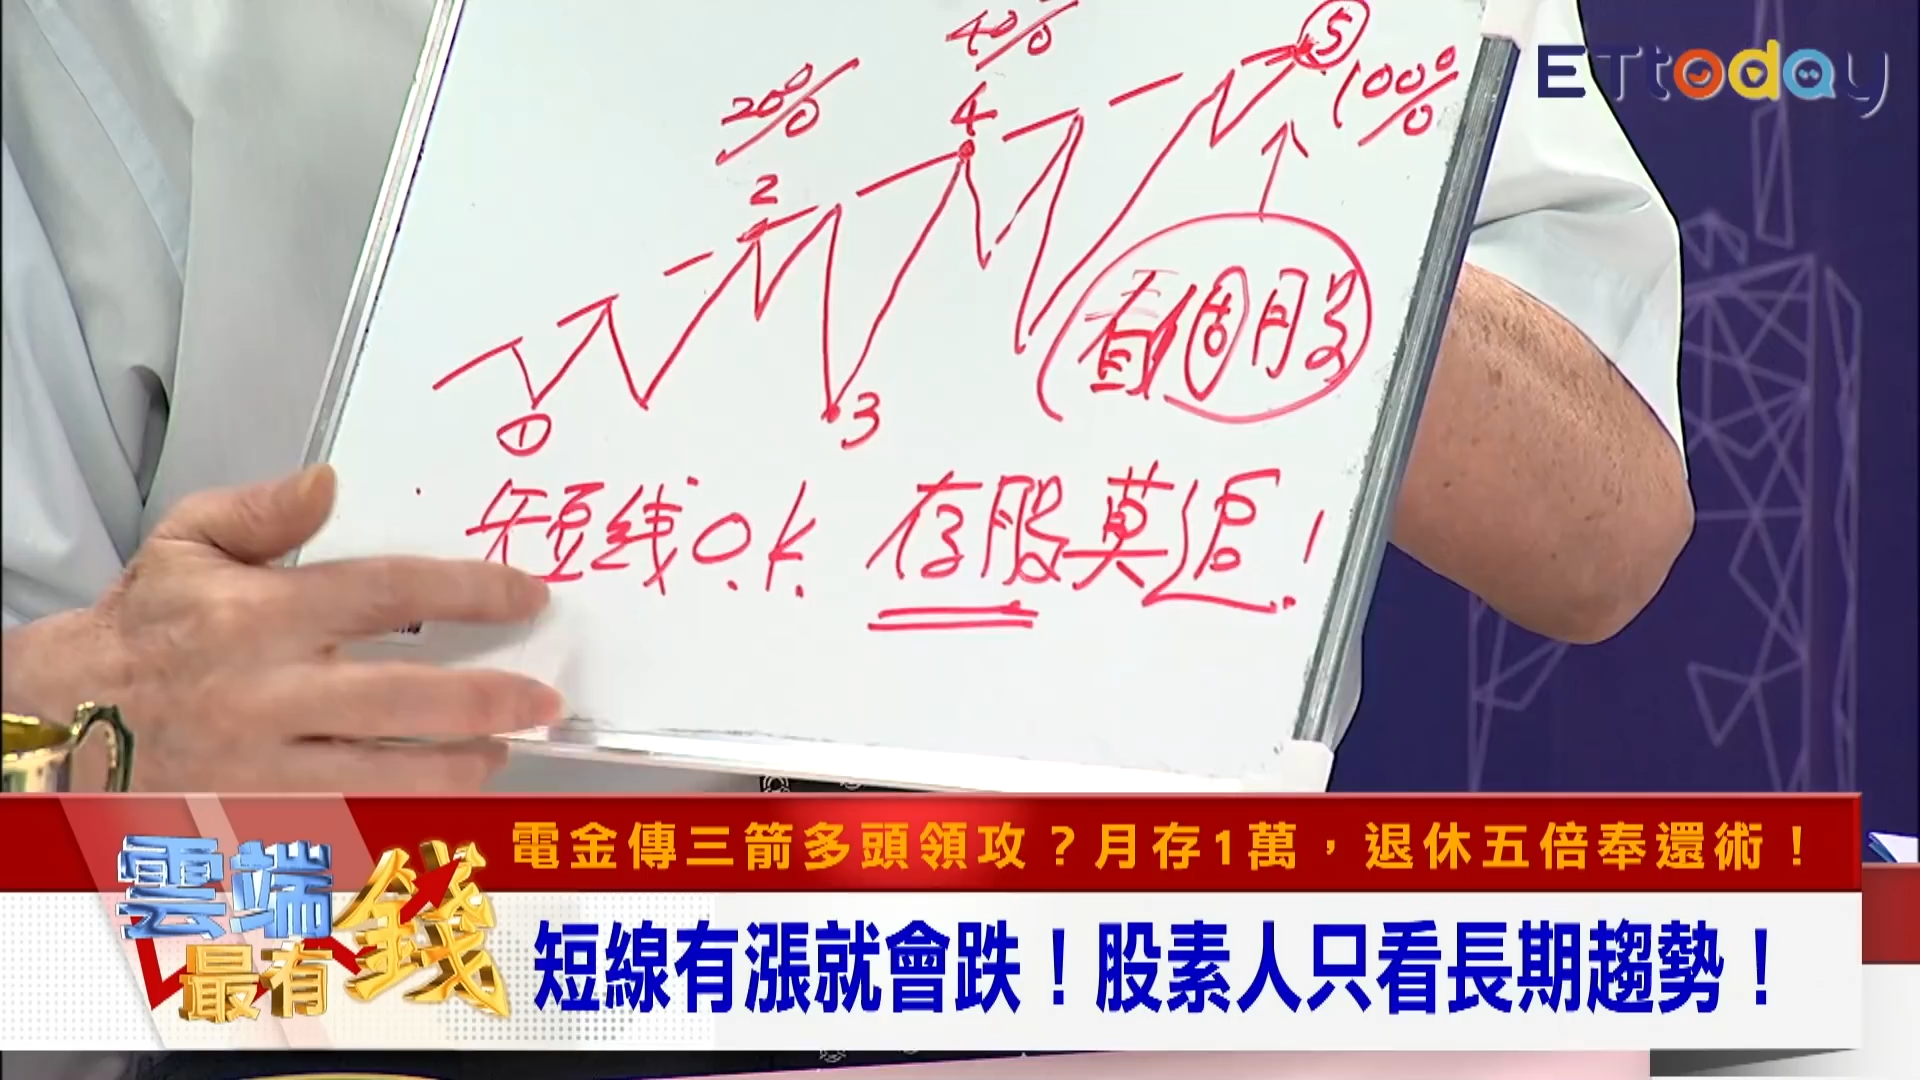 ETtoday
40%
⑤
20%
4
100%
2
看個股
①
3
短线O.K. 存股莫追!
雲端最有錢
電金傳三箭多頭領攻？月存1萬，退休五倍奉還術！
短線有漲就會跌！股素人只看長期趨勢！